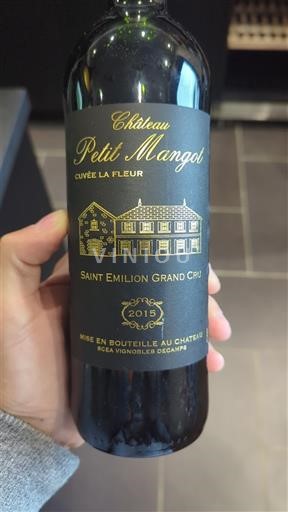 Château
Petit Mangot
CUVÉE LA FLEUR
VINTOU
SAINT EMILION GRAND CRU
2015
MISE EN BOUTEILLE AU CHATEAU
SCEA VIGNOBLES DECAMPS